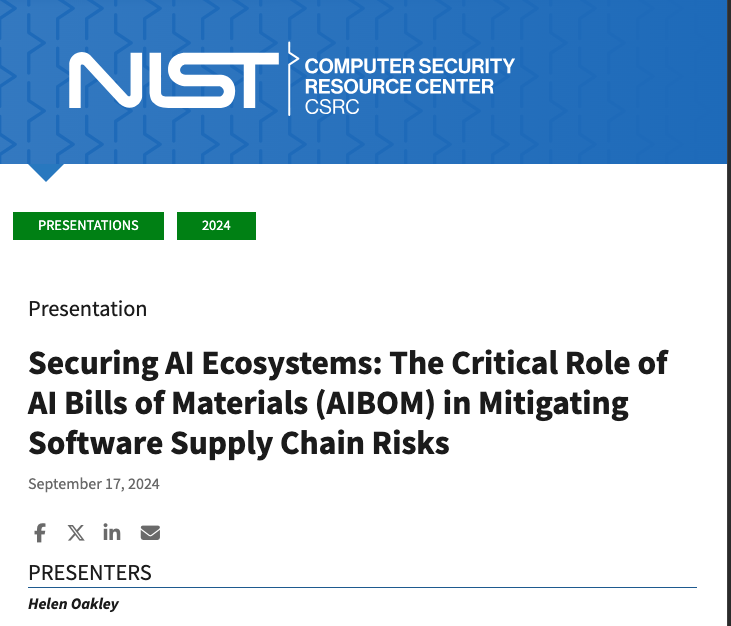 NIST
COMPUTER SECURITY
RESOURCE CENTER
CSRC
PRESENTATIONS
2024
Presentation
Securing AI Ecosystems: The Critical Role of
AI Bills of Materials (AIBOM) in Mitigating
Software Supply Chain Risks
September 17, 2024
PRESENTERS
Helen Oakley